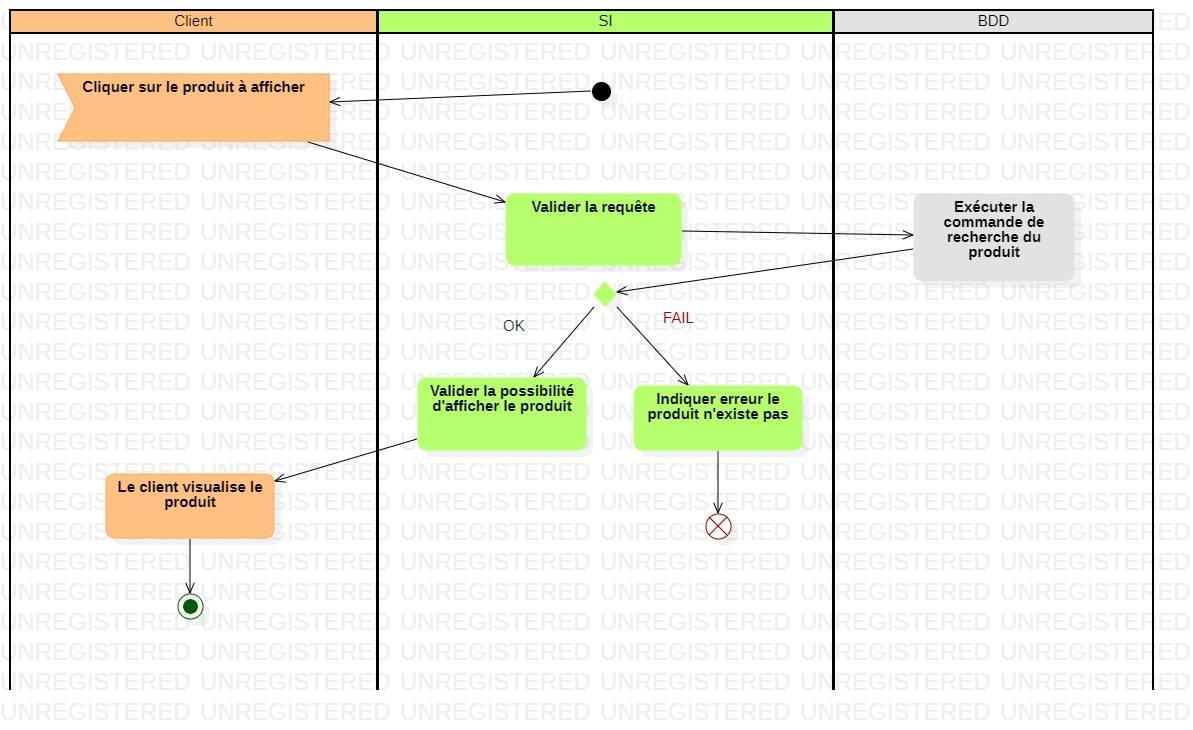 Client
SI
BDD
Cliquer sur le produit à afficher
Valider la requête
Exécuter la
commande de
recherche du
produit
OK
FAIL
Valider la possibilité
d'afficher le produit
Indiquer erreur le
produit n'existe pas
Le client visualise le
produit
UNREGISTERED UNREGISTERED UNREGISTERED UNREGISTERED UNREGISTERED UNREGISTERED